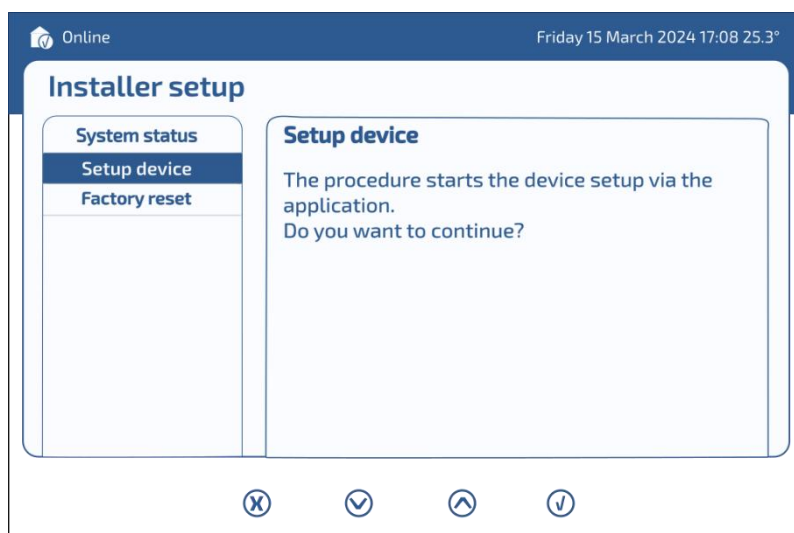 Online
Friday 15 March 2024 17:08 25.3°
Installer setup
System status
Setup device
Factory reset
Setup device
The procedure starts the device setup via the
application.
Do you want to continue?